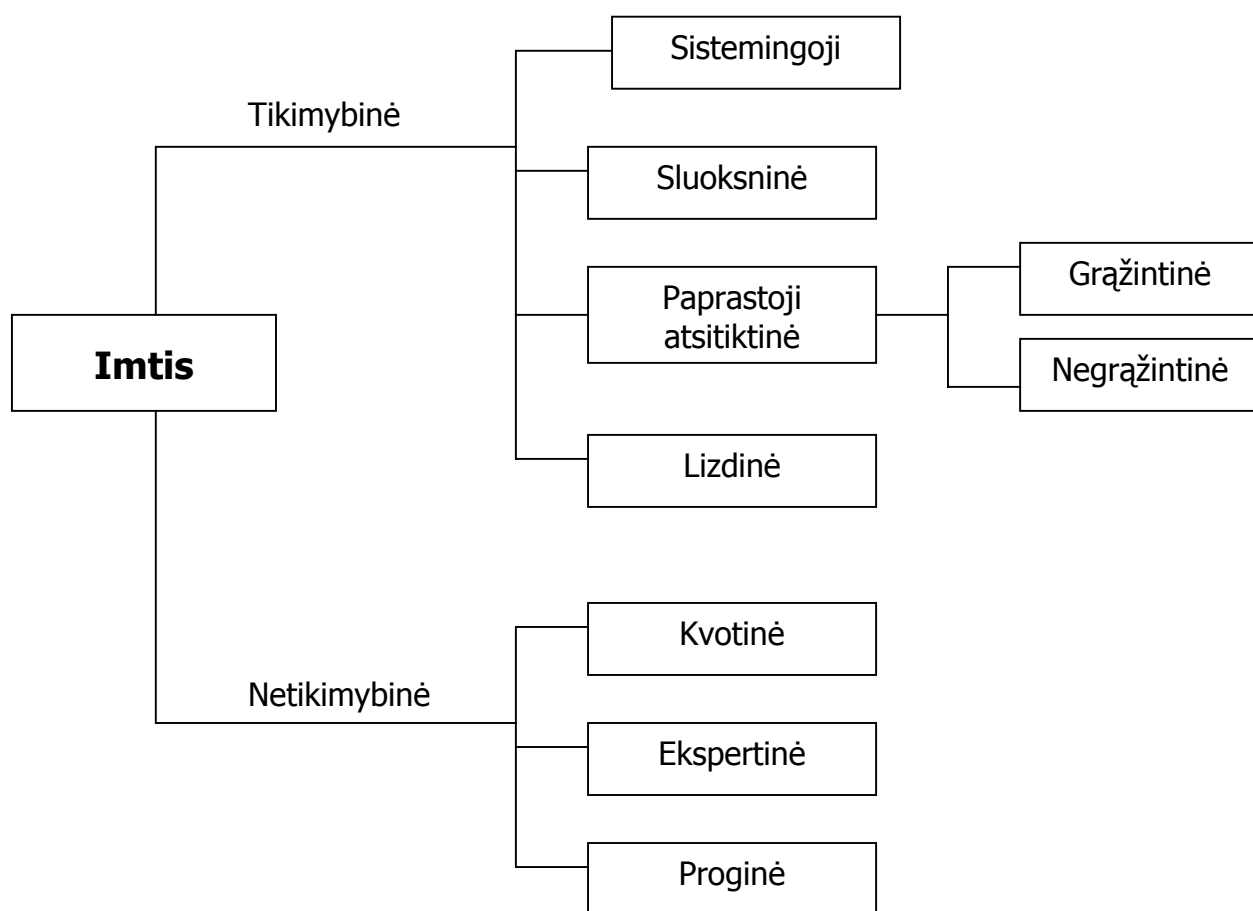 Sistemingoji
Tikimybinė
Sluoksninė
Paprastoji
atsitiktinė
Grąžintinė
Negrąžintinė
Imtis
Lizdinė
Kvotinė
Netikimybinė
Ekspertinė
Proginė